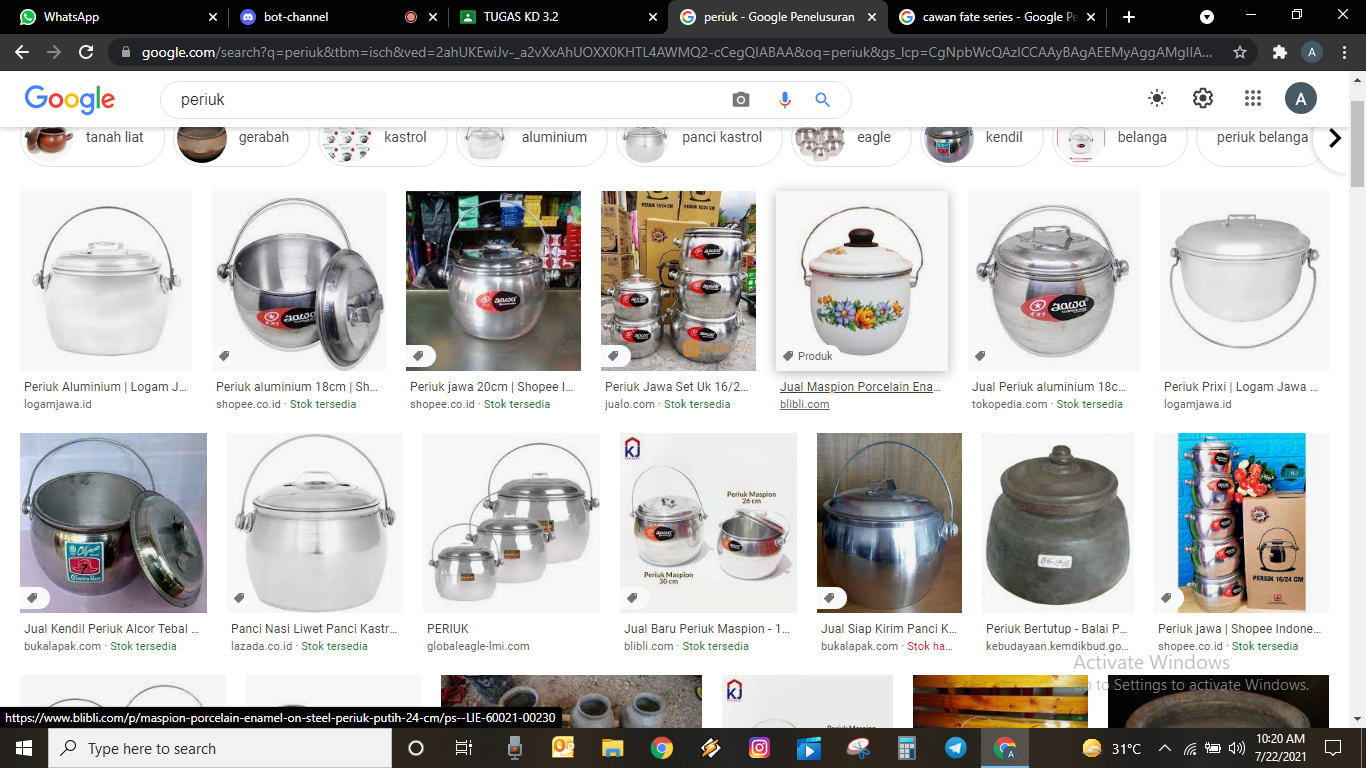 WhatsApp
bot-channel
TUGAS KD 3.2
periuk - Google Penelusuran
cawan fate series - Google Pe
google.com/search?q=periuk&tbm=isch&ved=2ahUKEwiJv-_a2vXxAhUOXX0KHTL4AWMQ2-cCegQIABAA&oq=periuk&gs_lcp=CgNpbWcQAzICCAAyBAgAEEMyAggAMgIIA...
A
Google
periuk
A
tanah liat
gerabah
kastrol
aluminium
panci kastrol
eagle
kendil
belanga
periuk belanga
Produk
Periuk Aluminium | Logam J...
logamjawa.id
Periuk aluminium 18cm | Sh...
shopee.co.id · Stok tersedia
Periuk jawa 20cm | Shopee I...
shopee.co.id · Stok tersedia
Periuk Jawa Set Uk 16/2...
jualo.com · Stok tersedia
Jual Maspion Porcelain Ena...
blibli.com
Jual Periuk aluminium 18c...
tokopedia.com · Stok tersedia
Periuk Prixi | Logam Jawa ...
logamjawa.id
KJ
Periuk Maspion
26 cm
Periuk Maspion
30 cm
NJ
PERIUK 16/24 CM
Jual Kendil Periuk Alcor Tebal ...
bukalapak.com · Stok tersedia
Panci Nasi Liwet Panci Kastr...
lazada.co.id · Stok tersedia
PERIUK
globaleagle-lmi.com
Jual Baru Periuk Maspion - 1...
blibli.com · Stok tersedia
Jual Siap Kirim Panci K...
bukalapak.com · Stok ha...
Periuk Bertutup - Balai P...
kebudayaan.kemdikbud.go...
Periuk jawa | Shopee Indone...
shopee.co.id · Stok tersedia
Activate Windows
Go to Settings to activate Windows.
KJ
https://www.blibli.com/p/maspion-porcelain-enamel-on-steel-periuk-putih-24-cm/ps--LIE-60021-00230
Type here to search
31°C
10:20 AM
7/22/2021